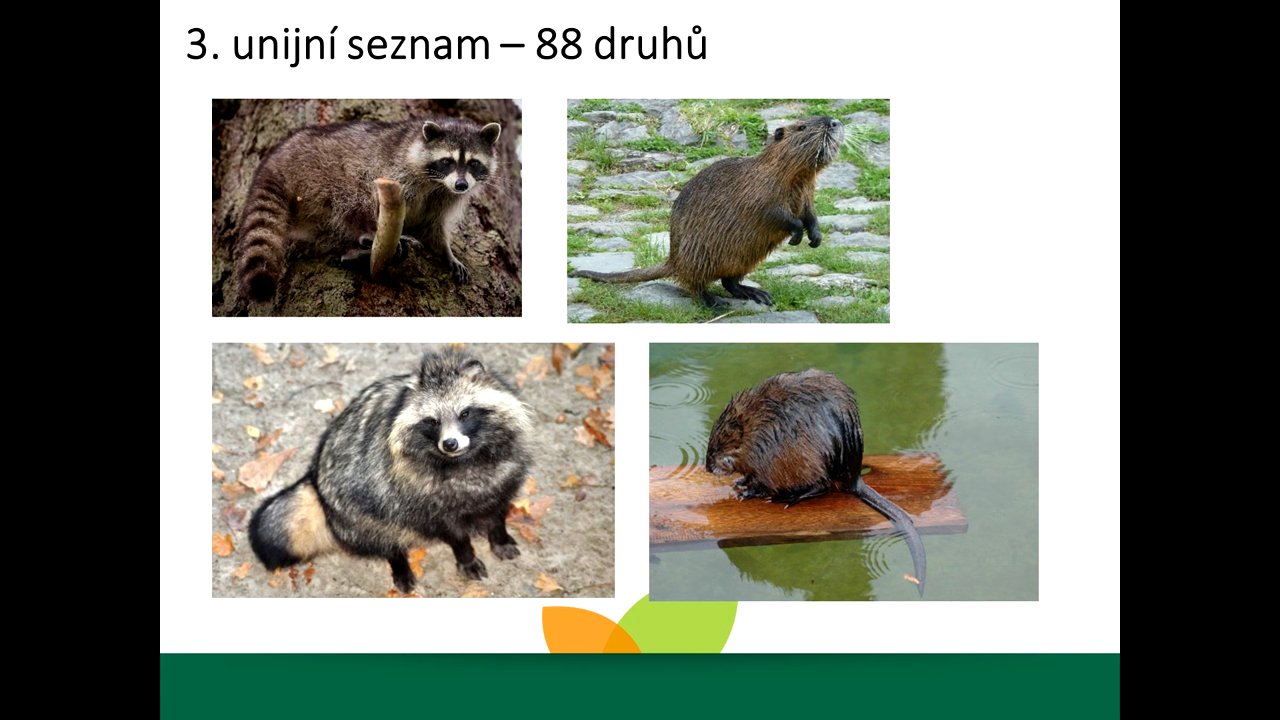 3. unijní seznam – 88 druhů